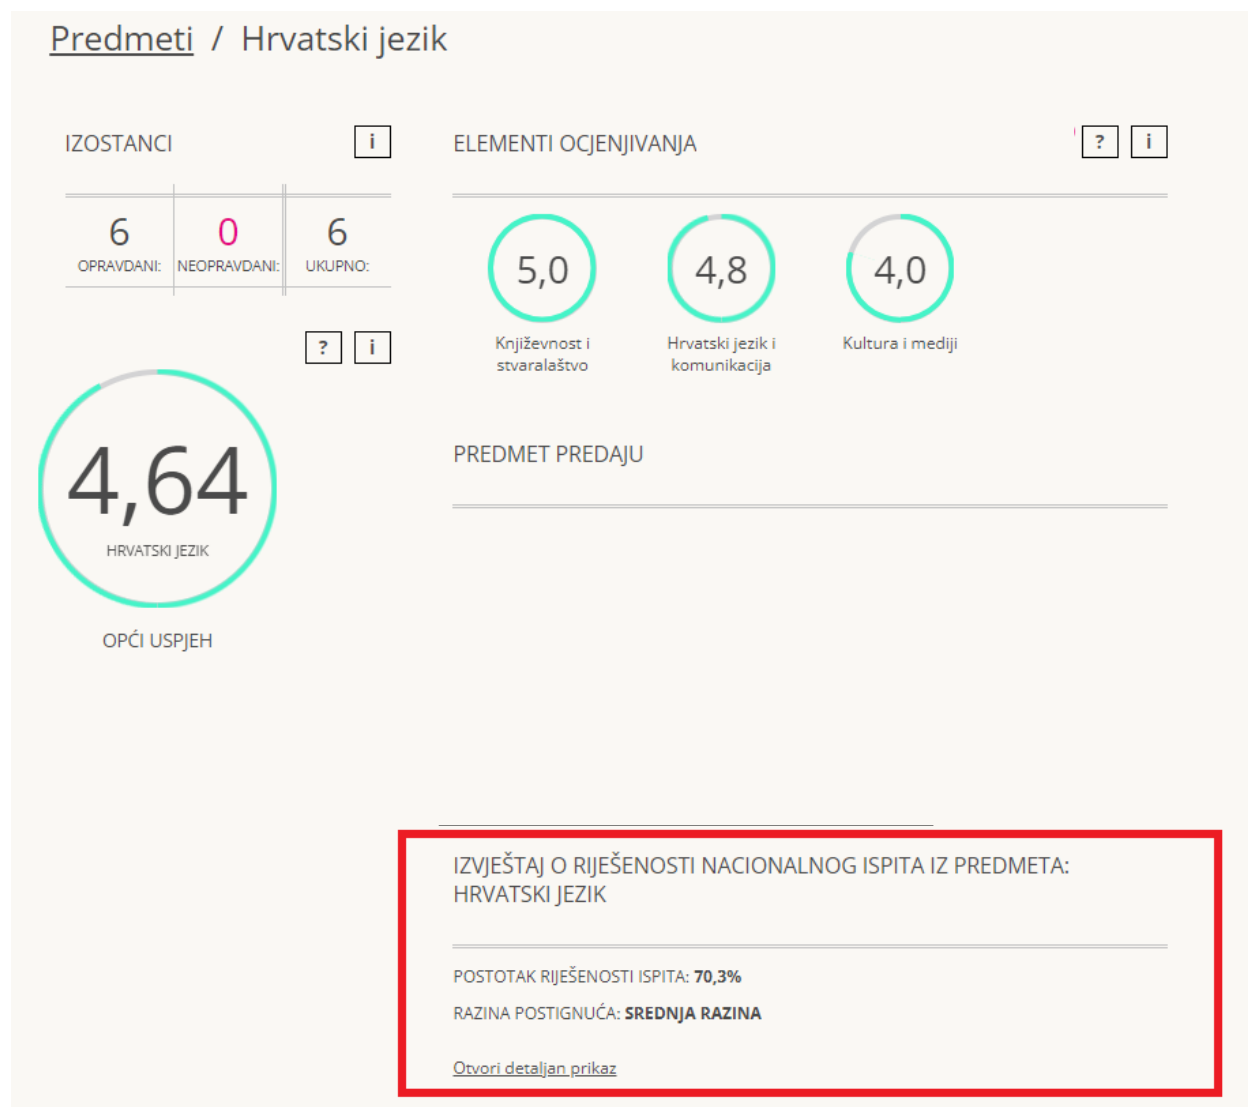 Predmeti / Hrvatski jezik
IZOSTANCI
i
6
0
6
OPRAVDANI:
NEOPRAVDANI:
UKUPNO:
?
i
4,64
HRVATSKI JEZIK
OPĆI USPJEH
ELEMENTI OCJENJIVANJA
?
i
5,0
4,8
4,0
Književnost i
stvaralaštvo
Hrvatski jezik i
komunikacija
Kultura i mediji
PREDMET PREDAJU
IZVJEŠTAJ O RIJEŠENOSTI NACIONALNOG ISPITA IZ PREDMETA:
HRVATSKI JEZIK
POSTOTAK RIJEŠENOSTI ISPITA: 70,3%
RAZINA POSTIGNUĆA: SREDNJA RAZINA
Otvori detaljan prikaz